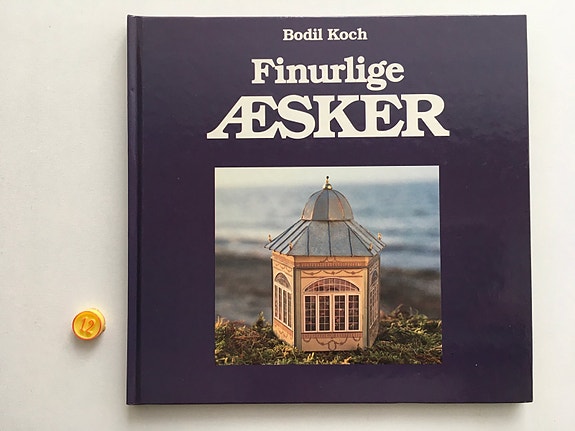 Bodil Koch
Finurlige
ÆSKER
12